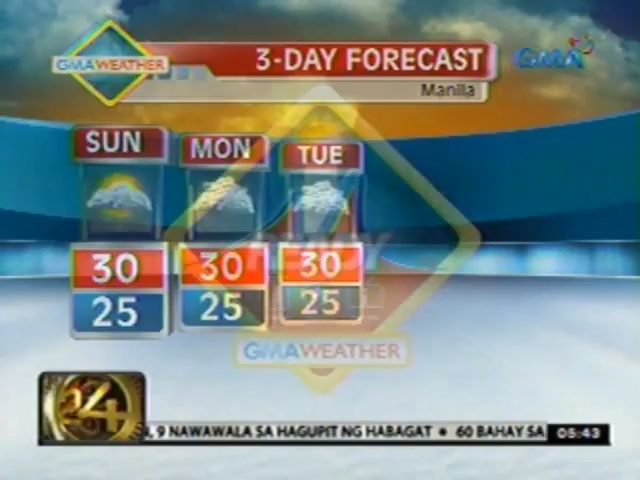 GMA WEATHER
3-DAY FORECAST
GMA
Manila
SUN MON TUE
READY
30 30 30
25 25 25
GMA WEATHER
24
9 NAWAWALA SA HAGUPIT NG HABAGAT • 60 BAHAY SA
05:43